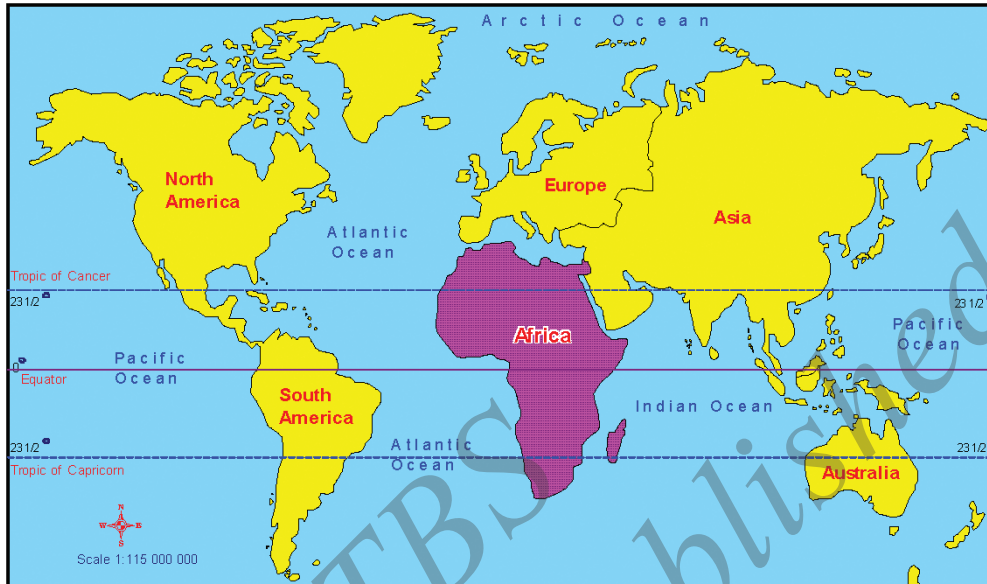 Arctic Ocean
North
America
Europe
Asia
Atlantic
Ocean
Tropic of Cancer
23 1/2 °
23 1/2 °
Africa
Pacific
Ocean
Pacific
Ocean
0°
Equator
South
America
Indian Ocean
Atlantic
Ocean
23 1/2 °
23 1/2 °
Tropic of Capricorn
Australia
N
W E
S
Scale 1:115 000 000
TBS
blished